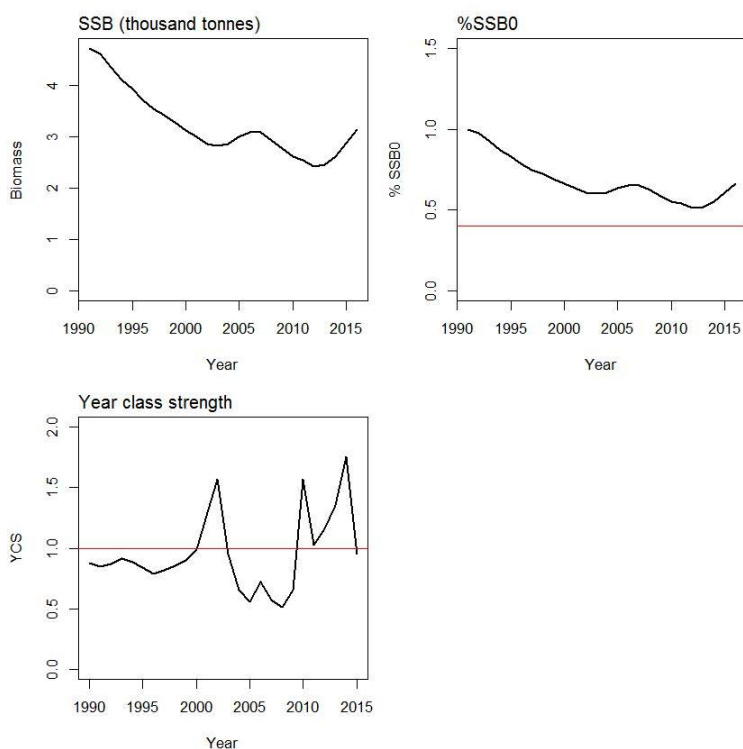 SSB (thousand tonnes)
Biomass
0 1 2 3 4
1990 1995 2000 2005 2010 2015
Year
%SSB0
% SSB0
0.0 0.5 1.0 1.5
1990 1995 2000 2005 2010 2015
Year
Year class strength
YCS
0.0 0.5 1.0 1.5 2.0
1990 1995 2000 2005 2010 2015
Year